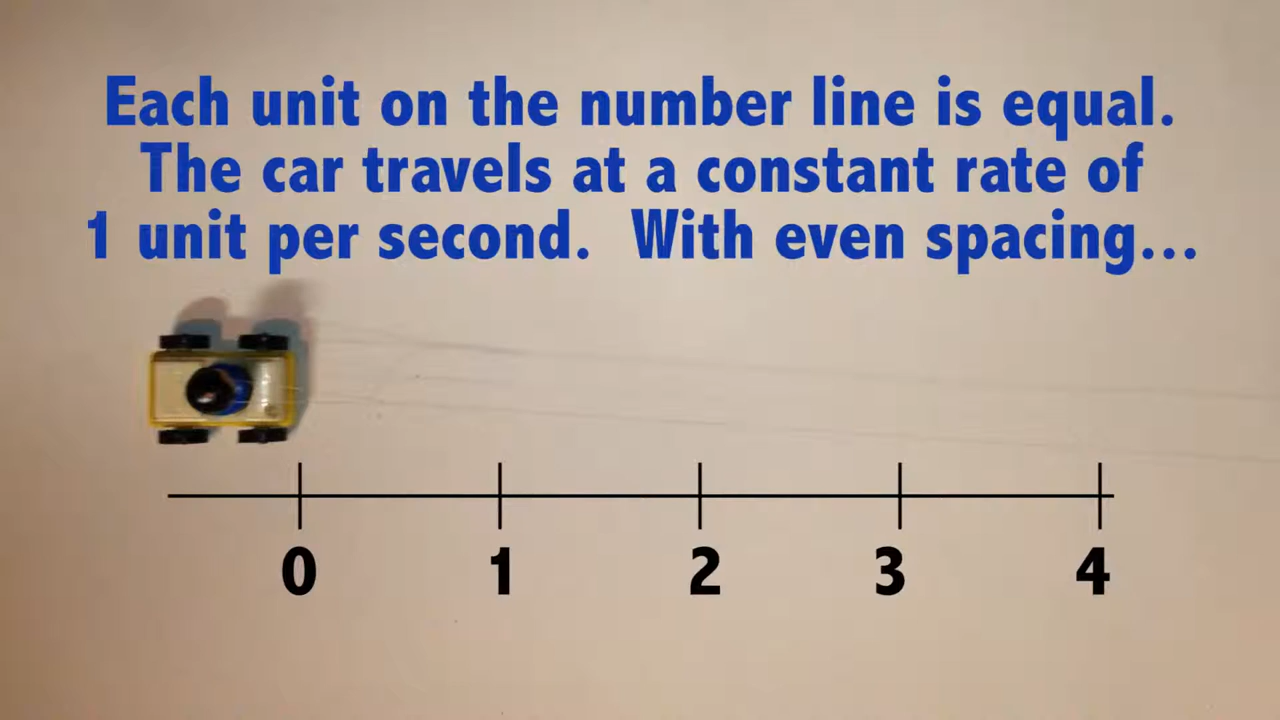 Each unit on the number line is equal.
The car travels at a constant rate of
1 unit per second.  With even spacing...
0 1 2 3 4